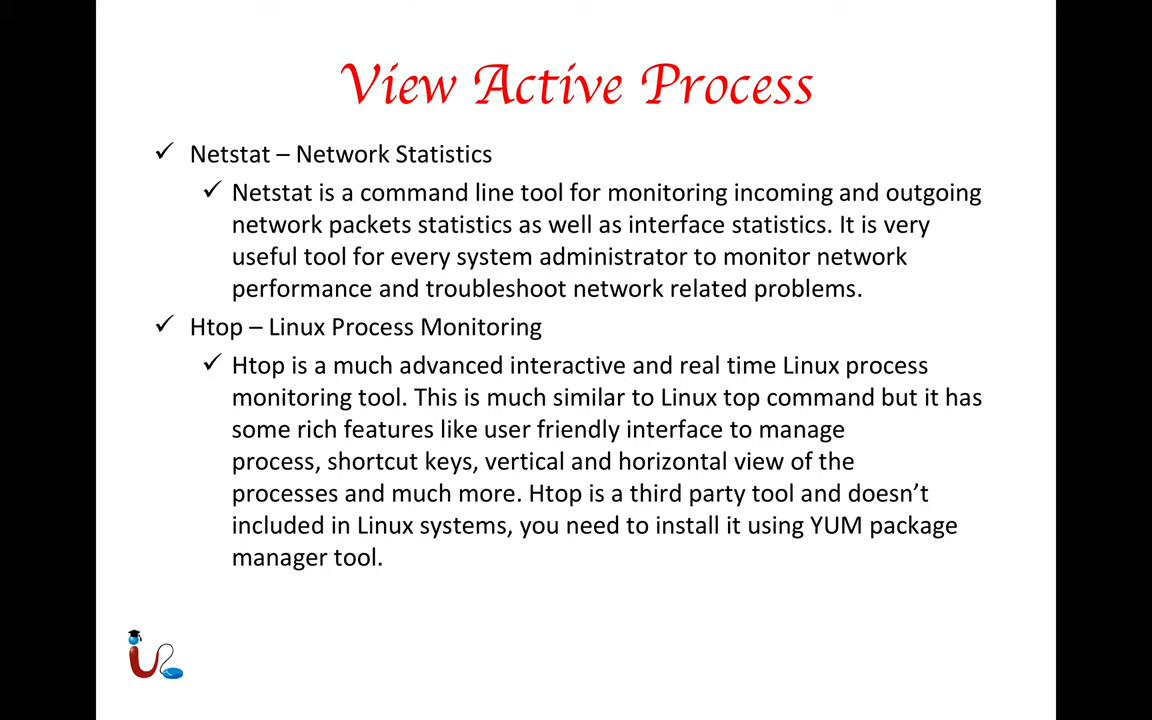 View Active Process
✓ Netstat – Network Statistics
✓ Netstat is a command line tool for monitoring incoming and outgoing
network packets statistics as well as interface statistics. It is very
useful tool for every system administrator to monitor network
performance and troubleshoot network related problems.
✓ Htop – Linux Process Monitoring
✓ Htop is a much advanced interactive and real time Linux process
monitoring tool. This is much similar to Linux top command but it has
some rich features like user friendly interface to manage
process, shortcut keys, vertical and horizontal view of the
processes and much more. Htop is a third party tool and doesn’t
included in Linux systems, you need to install it using YUM package
manager tool.